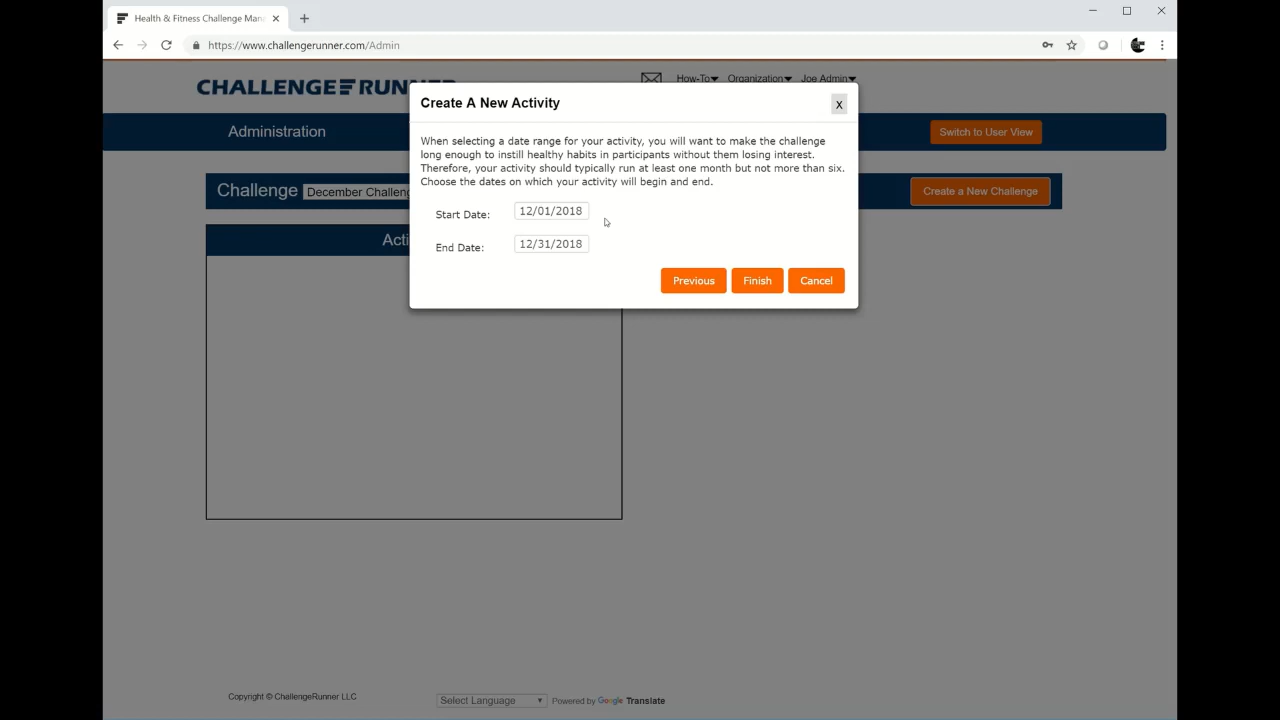 Health & Fitness Challenge Man
https://www.challengerunner.com/Admin
CHALLENGE RUN
How-To Organization Joe Admin
Create A New Activity
x
Administration
Switch to User View
When selecting a date range for your activity, you will want to make the challenge
long enough to instill healthy habits in participants without them losing interest.
Therefore, your activity should typically run at least one month but not more than six.
Choose the dates on which your activity will begin and end.
Challenge December Challeng
Create a New Challenge
Start Date: 12/01/2018
Acti
End Date: 12/31/2018
Previous Finish Cancel
Copyright © ChallengeRunner LLC
Select Language
Powered by Google Translate